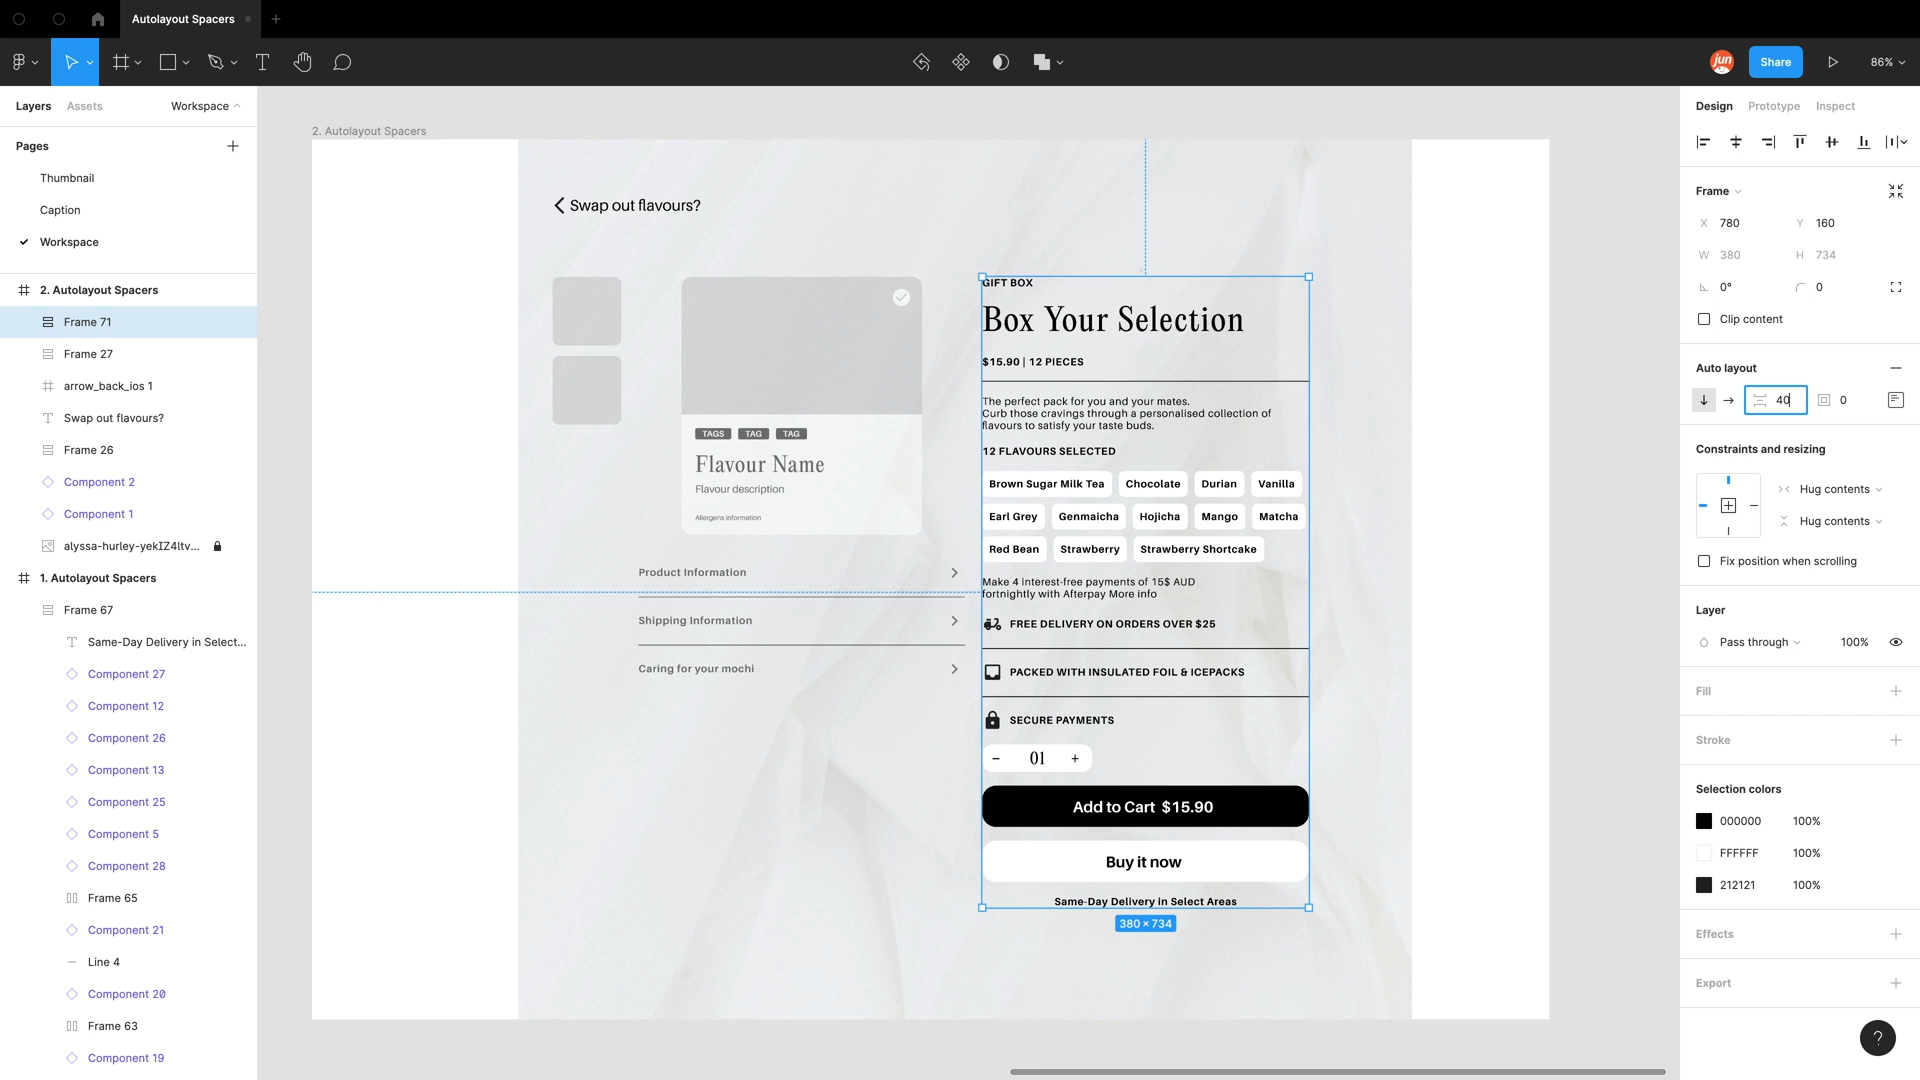 Autolayout Spacers
jun
Share
86%
Layers
Assets
Workspace
Pages
Thumbnail
Caption
Workspace
2. Autolayout Spacers
Frame 71
Frame 27
arrow_back_ios 1
Swap out flavours?
Frame 26
Component 2
Component 1
alyssa-hurley-yekIZ4ltv...
1. Autolayout Spacers
Frame 67
Same-Day Delivery in Select...
Component 27
Component 12
Component 26
Component 13
Component 25
Component 5
Component 28
Frame 65
Component 21
Line 4
Component 20
Frame 63
Component 19
2. Autolayout Spacers
Swap out flavours?
TAGS TAG TAG
Flavour Name
Flavour description
Allergens information
Product Information
Shipping Information
Caring for your mochi
GIFT BOX
Box Your Selection
$15.90 | 12 PIECES
The perfect pack for you and your mates.
Curb those cravings through a personalised collection of
flavours to satisfy your taste buds.
12 FLAVOURS SELECTED
Brown Sugar Milk Tea Chocolate Durian Vanilla
Earl Grey Genmaicha Hojicha Mango Matcha
Red Bean Strawberry Strawberry Shortcake
Make 4 interest-free payments of 15$ AUD
fortnightly with Afterpay More info
FREE DELIVERY ON ORDERS OVER $25
PACKED WITH INSULATED FOIL & ICEPACKS
SECURE PAYMENTS
− 01 +
Add to Cart $15.90
Buy it now
Same-Day Delivery in Select Areas
380 × 734
Design Prototype Inspect
Frame
X 780 Y 160
W 380 H 734
0° 0
Clip content
Auto layout
40 0
Constraints and resizing
Hug contents
Hug contents
Fix position when scrolling
Layer
Pass through 100%
Fill
Stroke
Selection colors
000000 100%
FFFFFF 100%
212121 100%
Effects
Export
?